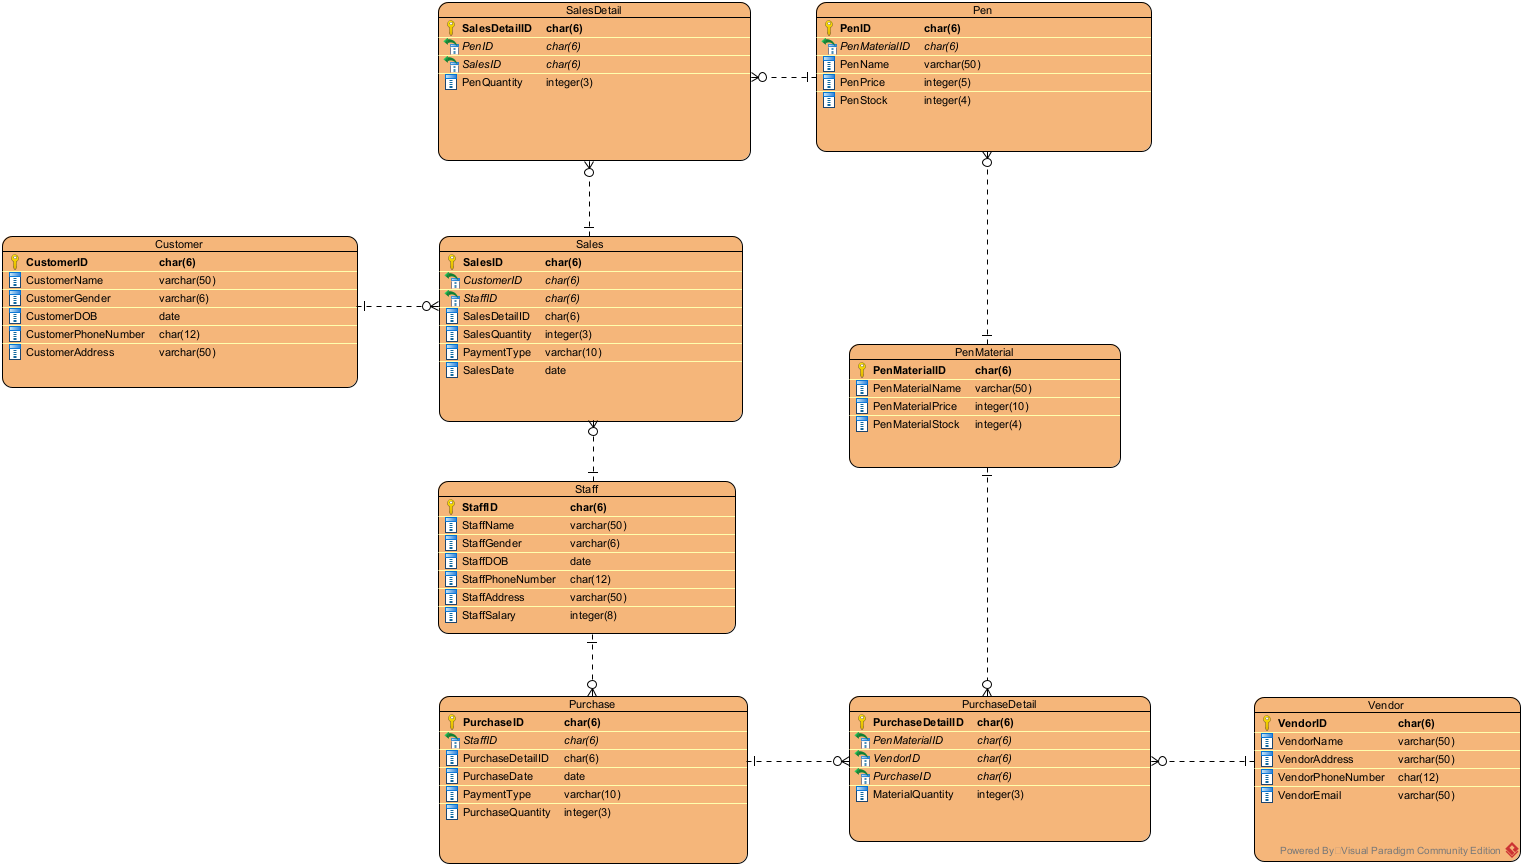 SalesDetail
SalesDetailID char(6)
PenID char(6)
SalesID char(6)
PenQuantity integer(3)
Pen
PenID char(6)
PenMaterialID char(6)
PenName varchar(50)
PenPrice integer(5)
PenStock integer(4)
Customer
CustomerID char(6)
CustomerName varchar(50)
CustomerGender varchar(6)
CustomerDOB date
CustomerPhoneNumber char(12)
CustomerAddress varchar(50)
Sales
SalesID char(6)
CustomerID char(6)
StaffID char(6)
SalesDetailID char(6)
SalesQuantity integer(3)
PaymentType varchar(10)
SalesDate date
PenMaterial
PenMaterialID char(6)
PenMaterialName varchar(50)
PenMaterialPrice integer(10)
PenMaterialStock integer(4)
Staff
StaffID char(6)
StaffName varchar(50)
StaffGender varchar(6)
StaffDOB date
StaffPhoneNumber char(12)
StaffAddress varchar(50)
StaffSalary integer(8)
Purchase
PurchaseID char(6)
StaffID char(6)
PurchaseDetailID char(6)
PurchaseDate date
PaymentType varchar(10)
PurchaseQuantity integer(3)
PurchaseDetail
PurchaseDetailID char(6)
PenMaterialID char(6)
VendorID char(6)
PurchaseID char(6)
MaterialQuantity integer(3)
Vendor
VendorID char(6)
VendorName varchar(50)
VendorAddress varchar(50)
VendorPhoneNumber char(12)
VendorEmail varchar(50)
Powered By: Visual Paradigm Community Edition